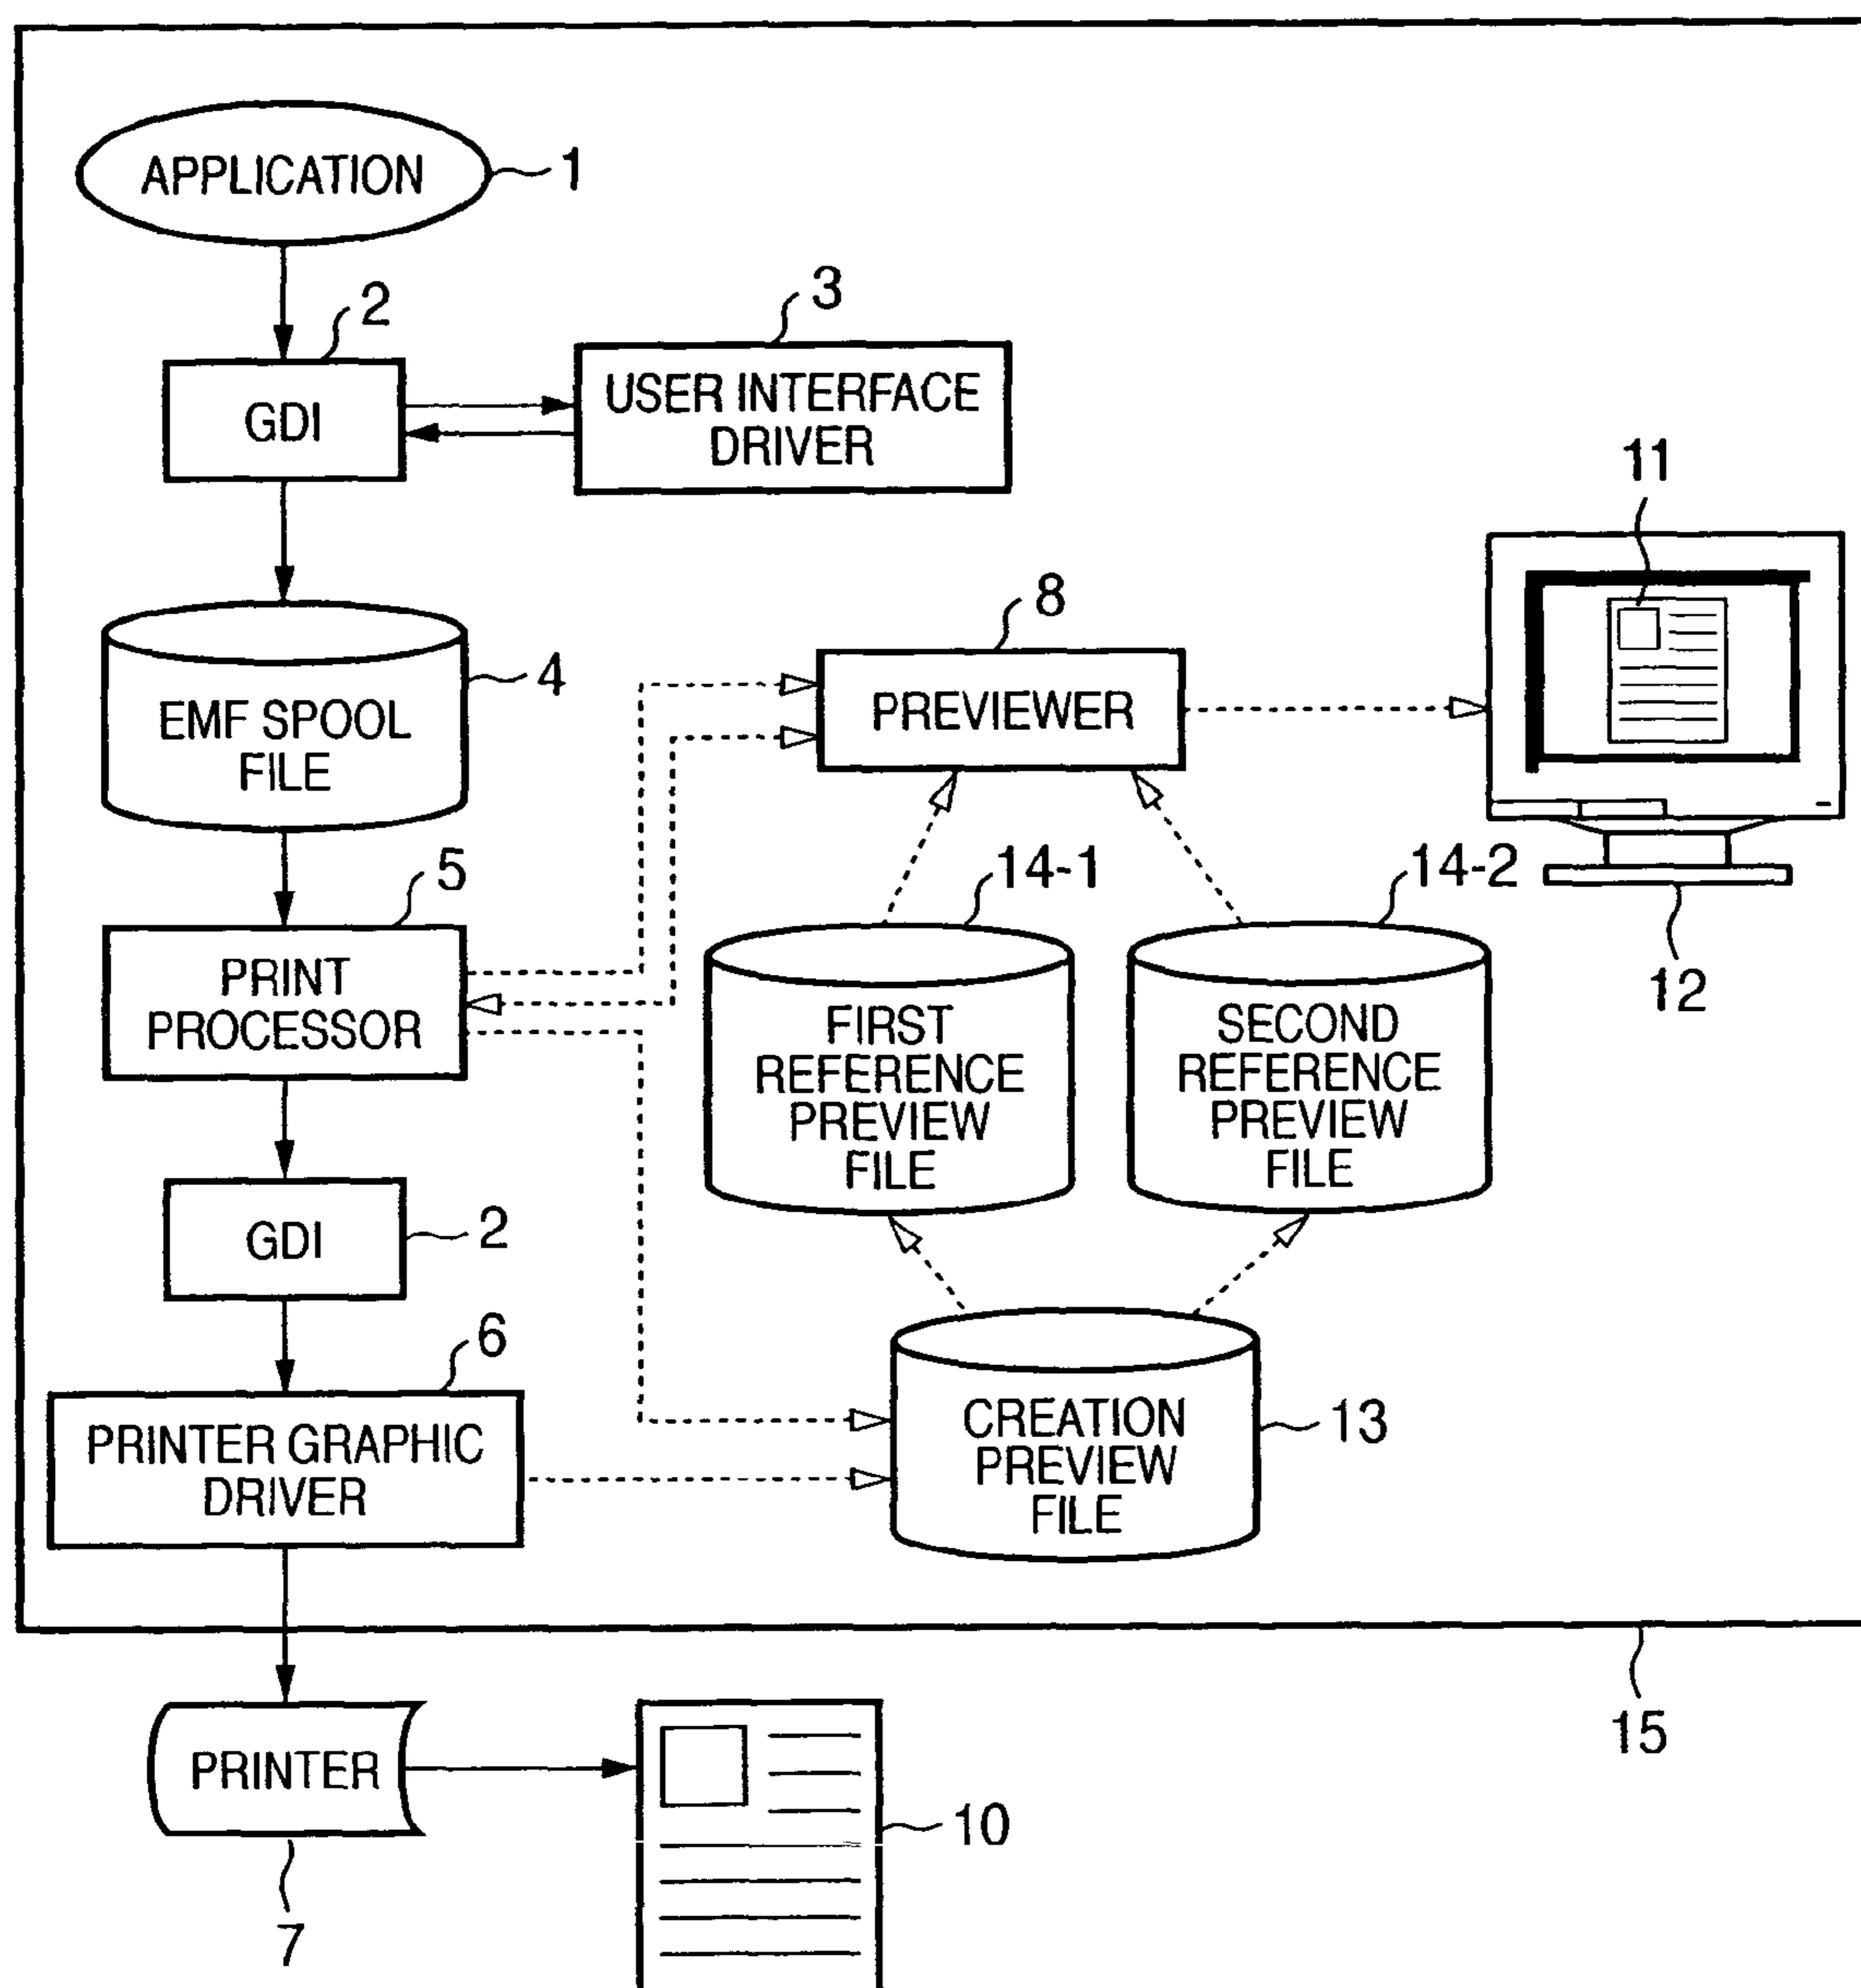 APPLICATION
1
2
GDI
3
USER INTERFACE
DRIVER
11
EMF SPOOL
FILE
4
8
PREVIEWER
12
5
PRINT
PROCESSOR
14-1
FIRST
REFERENCE
PREVIEW
FILE
14-2
SECOND
REFERENCE
PREVIEW
FILE
GDI
2
6
PRINTER GRAPHIC
DRIVER
CREATION
PREVIEW
FILE
13
15
PRINTER
7
10